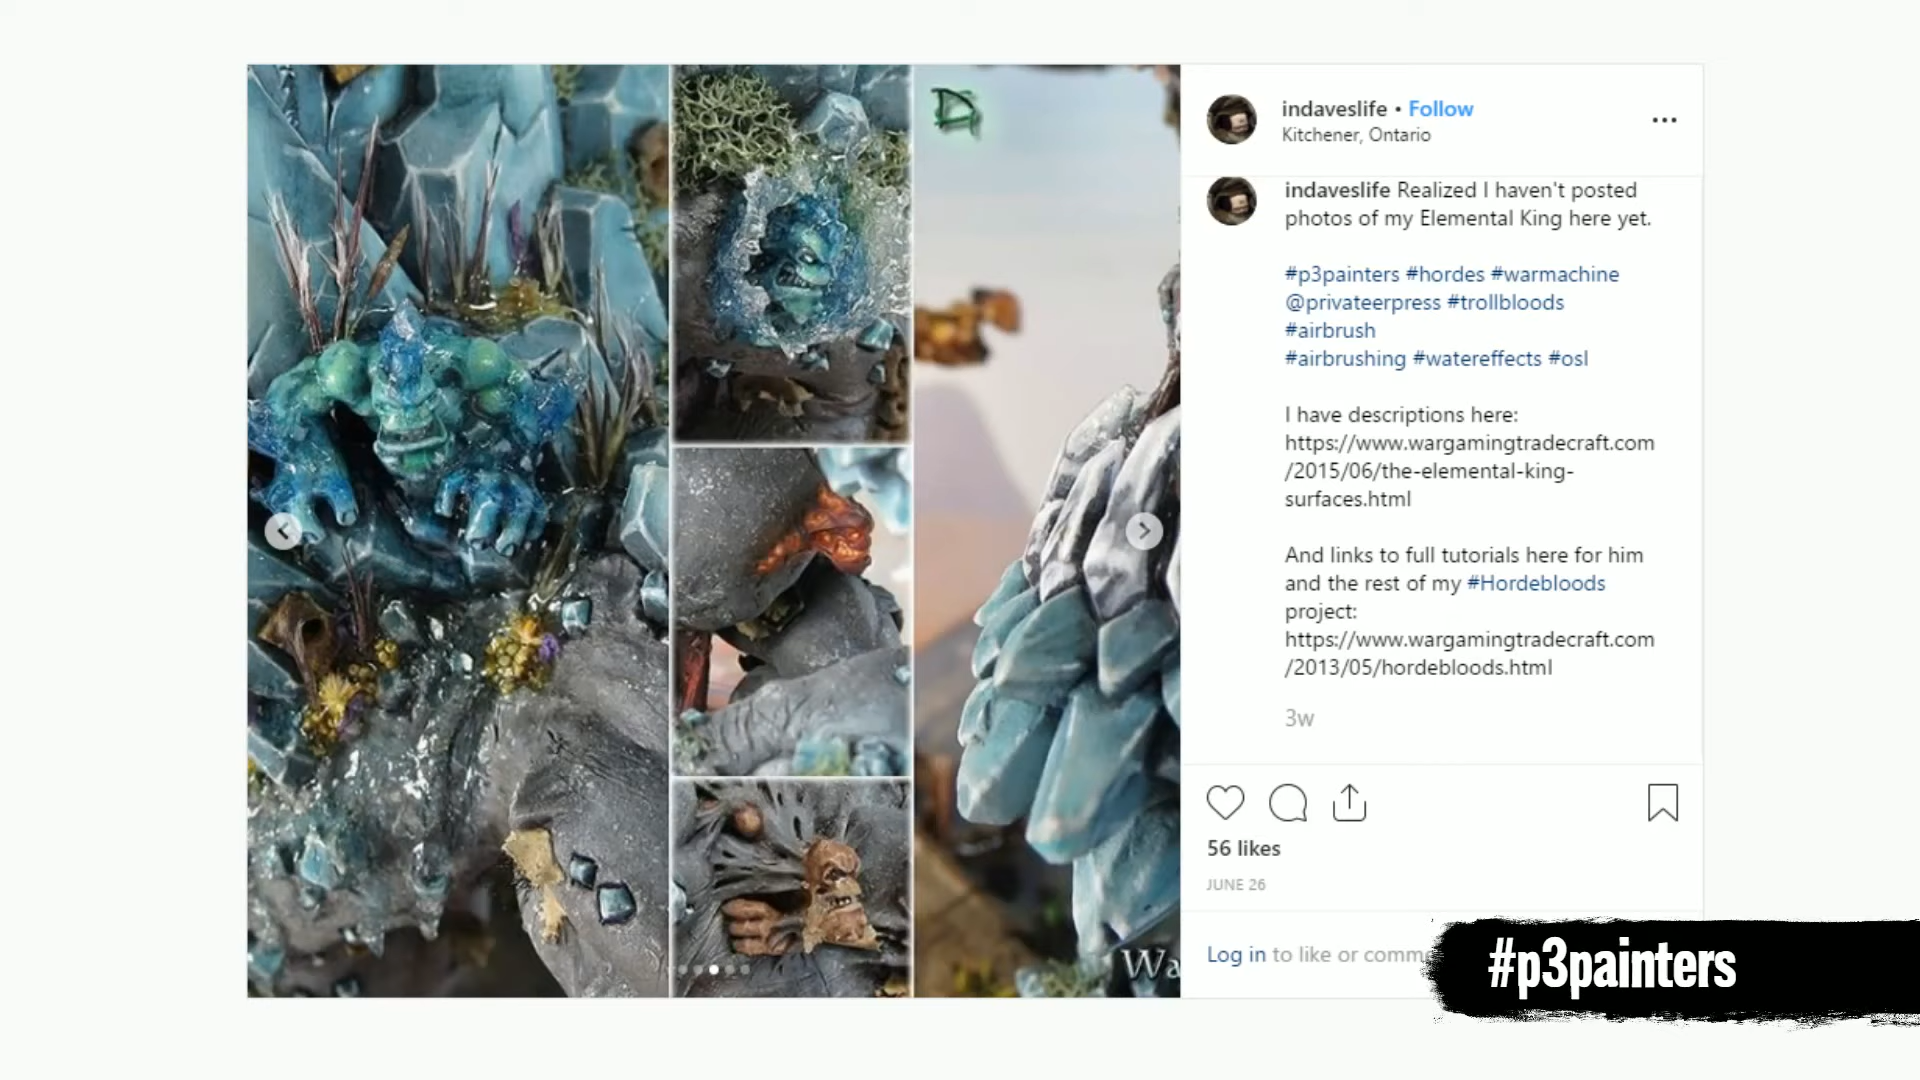 indaveslife • Follow
Kitchener, Ontario
indaveslife Realized I haven't posted
photos of my Elemental King here yet.
#p3painters #hordes #warmachine
@privateerpress #trollbloods
#airbrush
#airbrushing #watereffects #osl
I have descriptions here:
https://www.wargamingtradecraft.com
/2015/06/the-elemental-king-
surfaces.html
And links to full tutorials here for him
and the rest of my #Hordebloods
project:
https://www.wargamingtradecraft.com
/2013/05/hordebloods.html
3w
56 likes
JUNE 26
Log in to like or comme
#p3painters
D
Wa